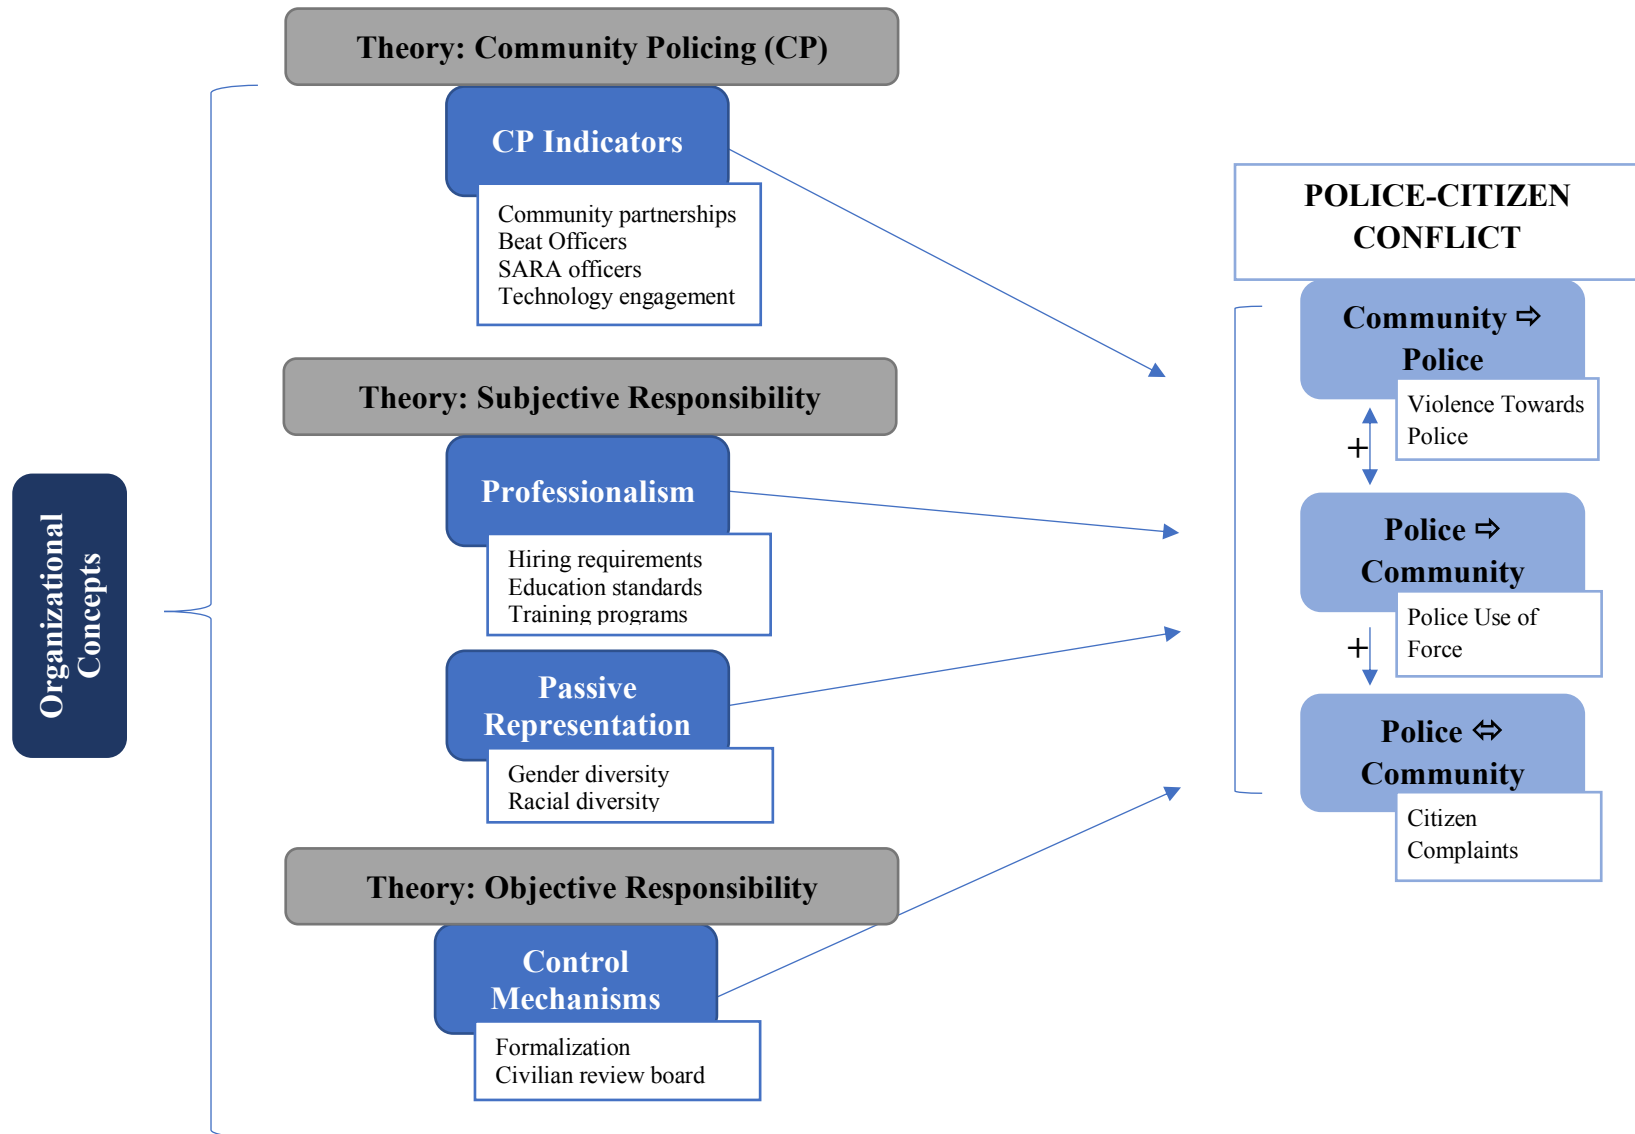 Organizational
Concepts
Theory: Community Policing (CP)
CP Indicators
Community partnerships
Beat Officers
SARA officers
Technology engagement
Theory: Subjective Responsibility
Professionalism
Hiring requirements
Education standards
Training programs
Passive
Representation
Gender diversity
Racial diversity
Theory: Objective Responsibility
Control
Mechanisms
Formalization
Civilian review board
POLICE-CITIZEN
CONFLICT
Community ⇨
Police
Violence Towards
Police
+
Police ⇨
Community
Police Use of
Force
+
Police ⬄
Community
Citizen
Complaints